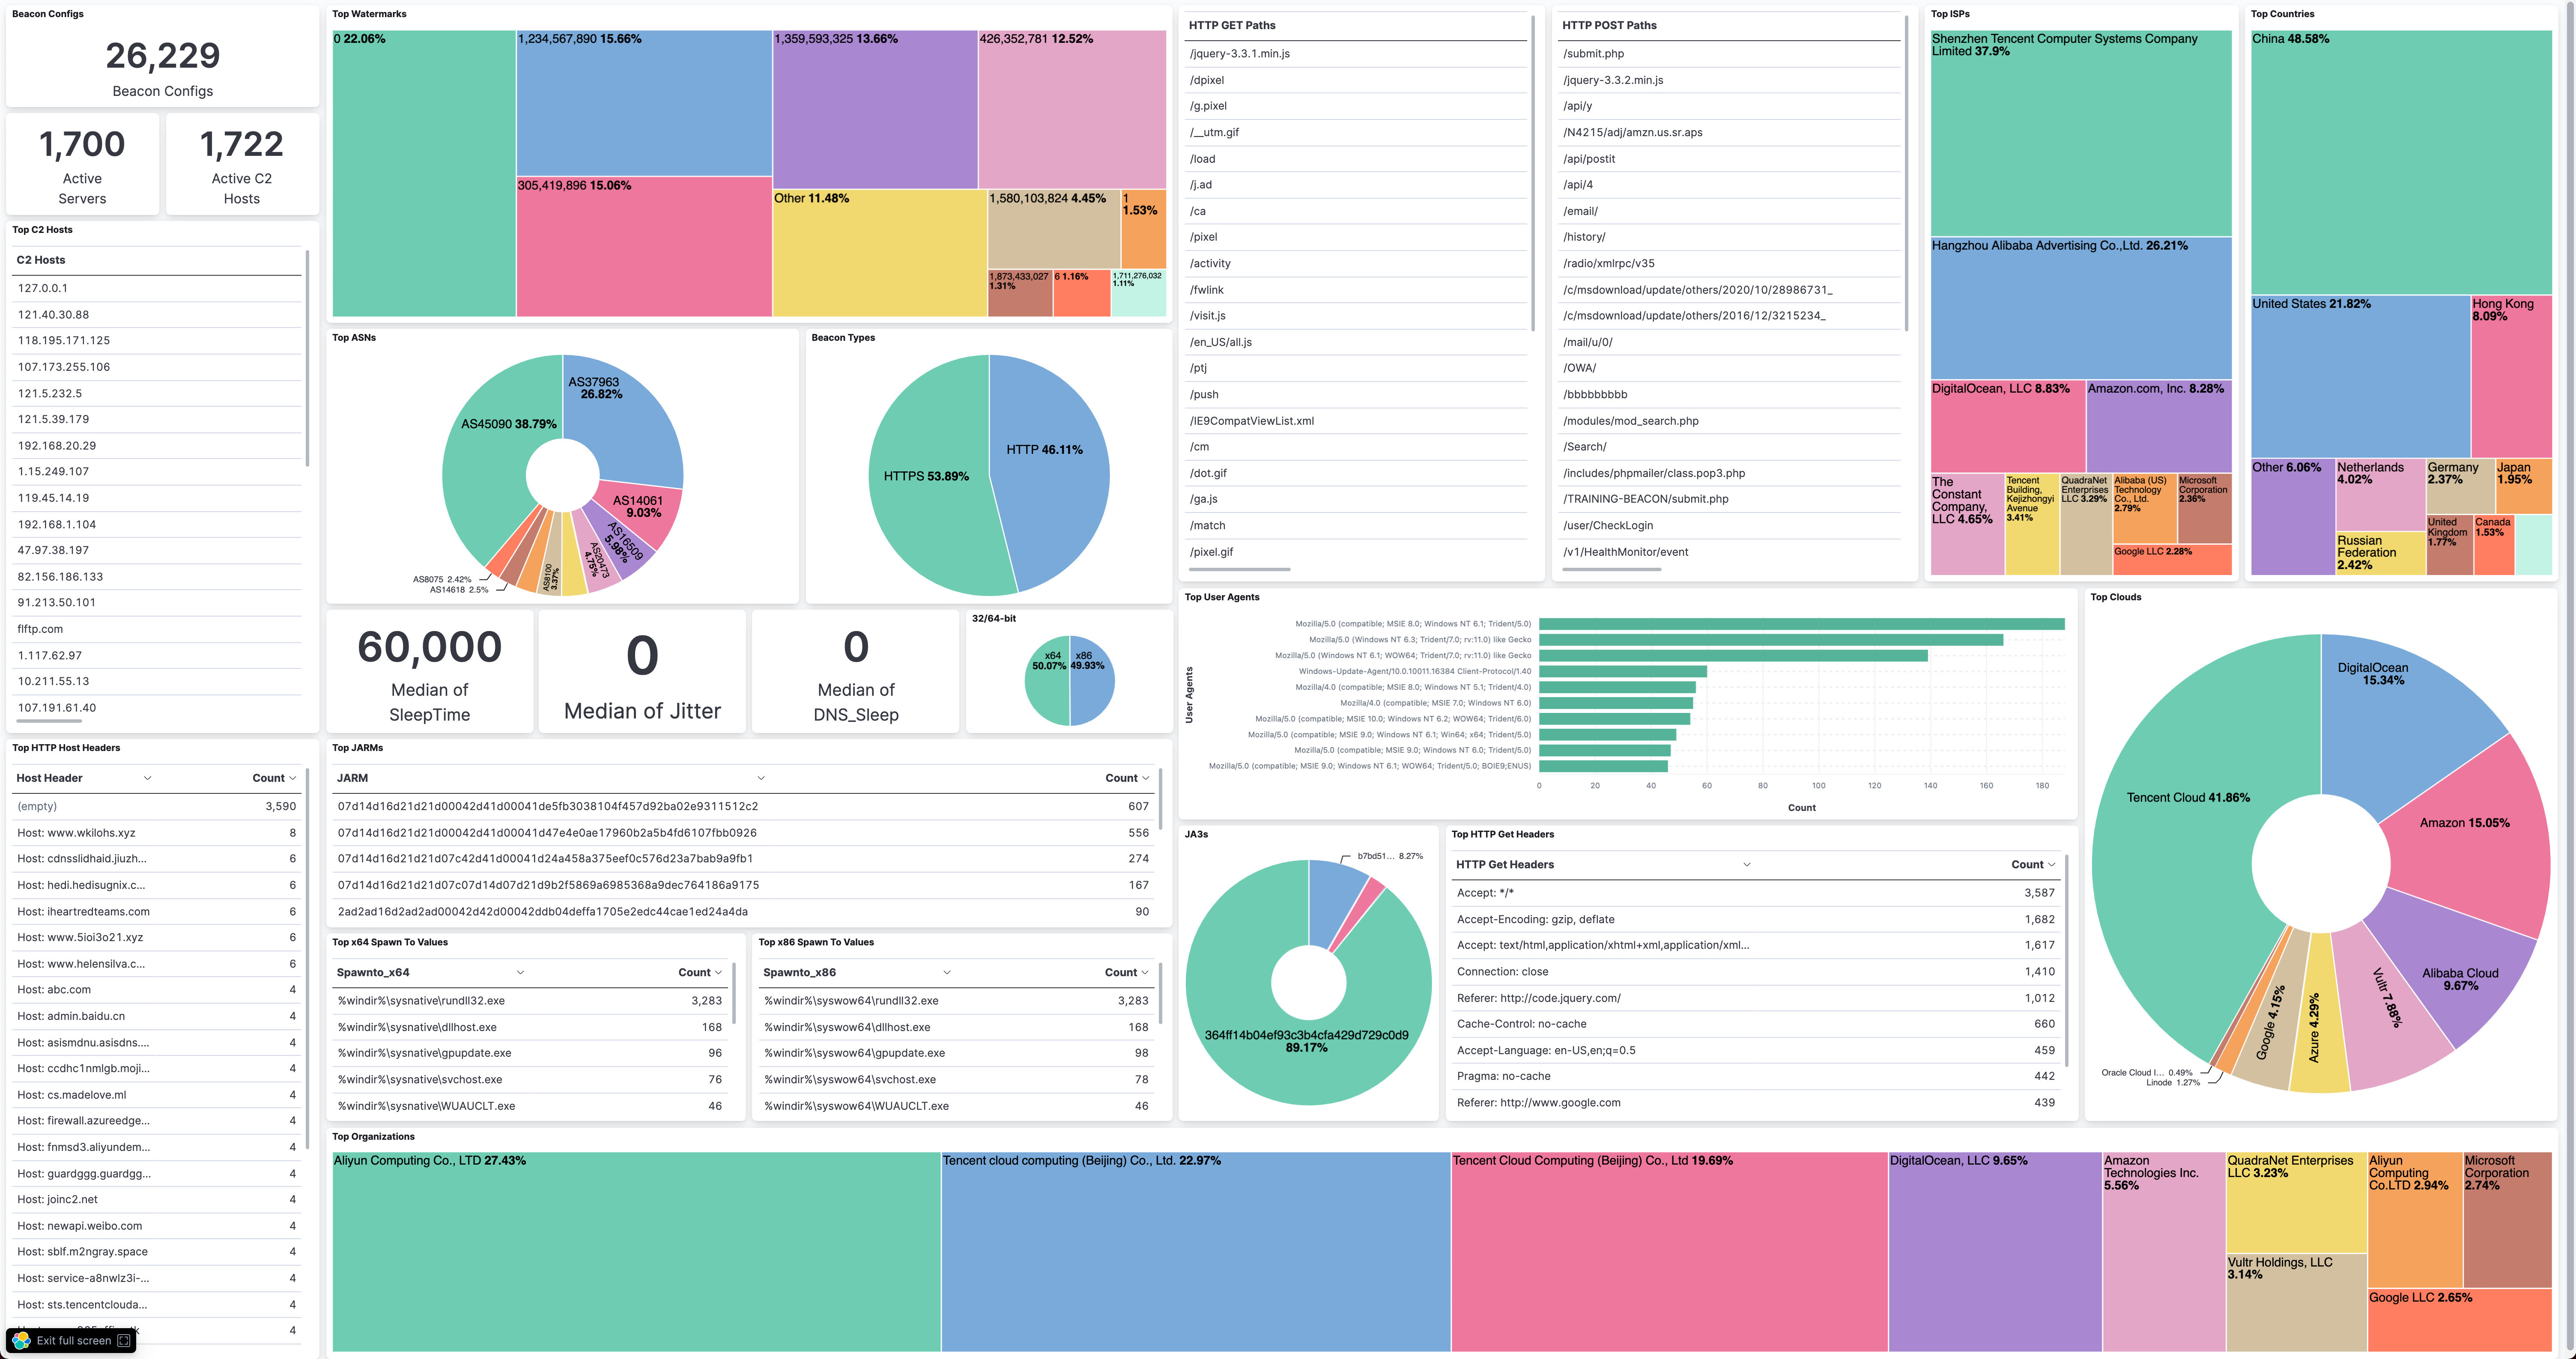 Beacon Configs
26,229
Beacon Configs
1,700
Active
Servers
1,722
Active C2
Hosts
Top C2 Hosts
C2 Hosts
127.0.0.1
121.40.30.88
118.195.171.125
107.173.255.106
121.5.232.5
121.5.39.179
192.168.20.29
1.15.249.107
119.45.14.19
192.168.1.104
47.97.38.197
82.156.186.133
91.213.50.101
flftp.com
1.117.62.97
10.211.55.13
107.191.61.40
Top HTTP Host Headers
Host Header Count
(empty) 3,590
Host: www.wkilohs.xyz 8
Host: cdnsslidhaid.jiuzh... 6
Host: hedi.hedisugnix.c... 6
Host: iheartredteams.com 6
Host: www.5ioi3o21.xyz 6
Host: www.helensilva.c... 6
Host: abc.com 4
Host: admin.baidu.cn 4
Host: asismdnu.asisdns.... 4
Host: ccdhc1nmlgb.moji... 4
Host: cs.madelove.ml 4
Host: firewall.azureedge... 4
Host: fnmsd3.aliyundem... 4
Host: guardggg.guardgg... 4
Host: joinc2.net 4
Host: newapi.weibo.com 4
Host: sblf.m2ngray.space 4
Host: service-a8nwlz3i-... 4
Host: sts.tencentclouda... 4
4
Exit full screen
Top Watermarks
0 22.06%
1,234,567,890 15.66%
1,359,593,325 13.66%
426,352,781 12.52%
305,419,896 15.06%
Other 11.48%
1,580,103,824 4.45%
1
1.53%
1,873,433,027
1.31%
6 1.16%
1,711,276,032
1.11%
Top ASNs
AS37963
26.82%
AS45090 38.79%
AS14061
9.03%
AS16509
5.98%
AS20473
4.75%
AS8100
3.37%
AS8075 2.42%
AS14618 2.5%
Beacon Types
HTTP 46.11%
HTTPS 53.89%
60,000
Median of
SleepTime
0
Median of Jitter
0
Median of
DNS_Sleep
32/64-bit
x64
50.07%
x86
49.93%
Top JARMs
JARM Count
07d14d16d21d21d00042d41d00041de5fb3038104f457d92ba02e9311512c2 607
07d14d16d21d21d00042d41d00041d47e4e0ae17960b2a5b4fd6107fbb0926 556
07d14d16d21d21d07c42d41d00041d24a458a375eef0c576d23a7bab9a9fb1 274
07d14d16d21d21d07c07d14d07d21d9b2f5869a6985368a9dec764186a9175 167
2ad2ad16d2ad2ad00042d42d00042ddb04deffa1705e2edc44cae1ed24a4da 90
Top x64 Spawn To Values
Spawnto_x64 Count
%windir%\sysnative\rundll32.exe 3,283
%windir%\sysnative\dllhost.exe 168
%windir%\sysnative\gpupdate.exe 96
%windir%\sysnative\svchost.exe 76
%windir%\sysnative\WUAUCLT.exe 46
Top x86 Spawn To Values
Spawnto_x86 Count
%windir%\syswow64\rundll32.exe 3,283
%windir%\syswow64\dllhost.exe 168
%windir%\syswow64\gpupdate.exe 98
%windir%\syswow64\svchost.exe 78
%windir%\syswow64\WUAUCLT.exe 46
HTTP GET Paths
/jquery-3.3.1.min.js
/dpixel
/g.pixel
/__utm.gif
/load
/j.ad
/ca
/pixel
/activity
/fwlink
/visit.js
/en_US/all.js
/ptj
/push
/IE9CompatViewList.xml
/cm
/dot.gif
/ga.js
/match
/pixel.gif
HTTP POST Paths
/submit.php
/jquery-3.3.2.min.js
/api/y
/N4215/adj/amzn.us.sr.aps
/api/postit
/api/4
/email/
/history/
/radio/xmlrpc/v35
/c/msdownload/update/others/2020/10/28986731_
/c/msdownload/update/others/2016/12/3215234_
/mail/u/0/
/OWA/
/bbbbbbbbb
/modules/mod_search.php
/Search/
/includes/phpmailer/class.pop3.php
/TRAINING-BEACON/submit.php
/user/CheckLogin
/v1/HealthMonitor/event
Top ISPs
Shenzhen Tencent Computer Systems Company
Limited 37.9%
Hangzhou Alibaba Advertising Co.,Ltd. 26.21%
DigitalOcean, LLC 8.83%
Amazon.com, Inc. 8.28%
The
Constant
Company,
LLC 4.65%
Tencent
Building,
Kejizhongyi
Avenue
3.41%
QuadraNet
Enterprises
LLC 3.29%
Alibaba (US)
Technology
Co., Ltd.
2.79%
Microsoft
Corporation
2.36%
Google LLC 2.28%
Top Countries
China 48.58%
United States 21.82%
Hong Kong
8.09%
Other 6.06%
Netherlands
4.02%
Germany
2.37%
Japan
1.95%
Russian
Federation
2.42%
United
Kingdom
1.77%
Canada
1.53%
Top User Agents
User Agents
Mozilla/5.0 (compatible; MSIE 8.0; Windows NT 6.1; Trident/5.0)
Mozilla/5.0 (Windows NT 6.3; Trident/7.0; rv:11.0) like Gecko
Mozilla/5.0 (Windows NT 6.1; WOW64; Trident/7.0; rv:11.0) like Gecko
Windows-Update-Agent/10.0.10011.16384 Client-Protocol/1.40
Mozilla/4.0 (compatible; MSIE 8.0; Windows NT 5.1; Trident/4.0)
Mozilla/4.0 (compatible; MSIE 7.0; Windows NT 6.0)
Mozilla/5.0 (compatible; MSIE 10.0; Windows NT 6.2; WOW64; Trident/6.0)
Mozilla/5.0 (compatible; MSIE 9.0; Windows NT 6.1; Win64; x64; Trident/5.0)
Mozilla/5.0 (compatible; MSIE 9.0; Windows NT 6.0; Trident/5.0)
Mozilla/5.0 (compatible; MSIE 9.0; Windows NT 6.1; WOW64; Trident/5.0; BOIE9;ENUS)
0 20 40 60 80 100 120 140 160 180
Count
JA3s
b7bd51... 8.27%
364ff14b04ef93c3b4cfa429d729c0d9
89.17%
Top HTTP Get Headers
HTTP Get Headers Count
Accept: */* 3,587
Accept-Encoding: gzip, deflate 1,682
Accept: text/html,application/xhtml+xml,application/xml... 1,617
Connection: close 1,410
Referer: http://code.jquery.com/ 1,012
Cache-Control: no-cache 660
Accept-Language: en-US,en;q=0.5 459
Pragma: no-cache 442
Referer: http://www.google.com 439
Top Clouds
DigitalOcean
15.34%
Tencent Cloud 41.86%
Amazon 15.05%
Alibaba Cloud
9.67%
Vultr 7.88%
Azure 4.29%
Google 4.15%
Oracle Cloud I... 0.49%
Linode 1.27%
Top Organizations
Aliyun Computing Co., LTD 27.43%
Tencent cloud computing (Beijing) Co., Ltd. 22.97%
Tencent Cloud Computing (Beijing) Co., Ltd 19.69%
DigitalOcean, LLC 9.65%
Amazon
Technologies Inc.
5.56%
QuadraNet Enterprises
LLC 3.23%
Vultr Holdings, LLC
3.14%
Aliyun
Computing
Co.LTD 2.94%
Microsoft
Corporation
2.74%
Google LLC 2.65%